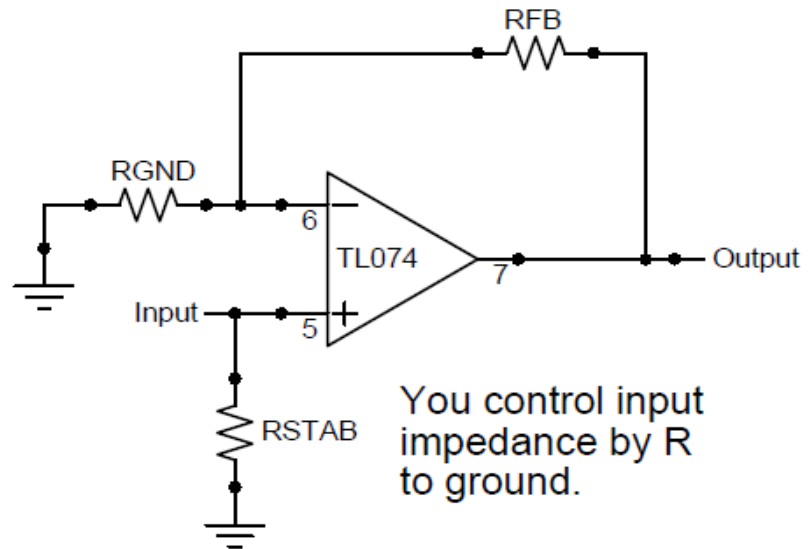 RFB
RGND
6
TL074
7
Output
Input
5
RSTAB
You control input
impedance by R
to ground.